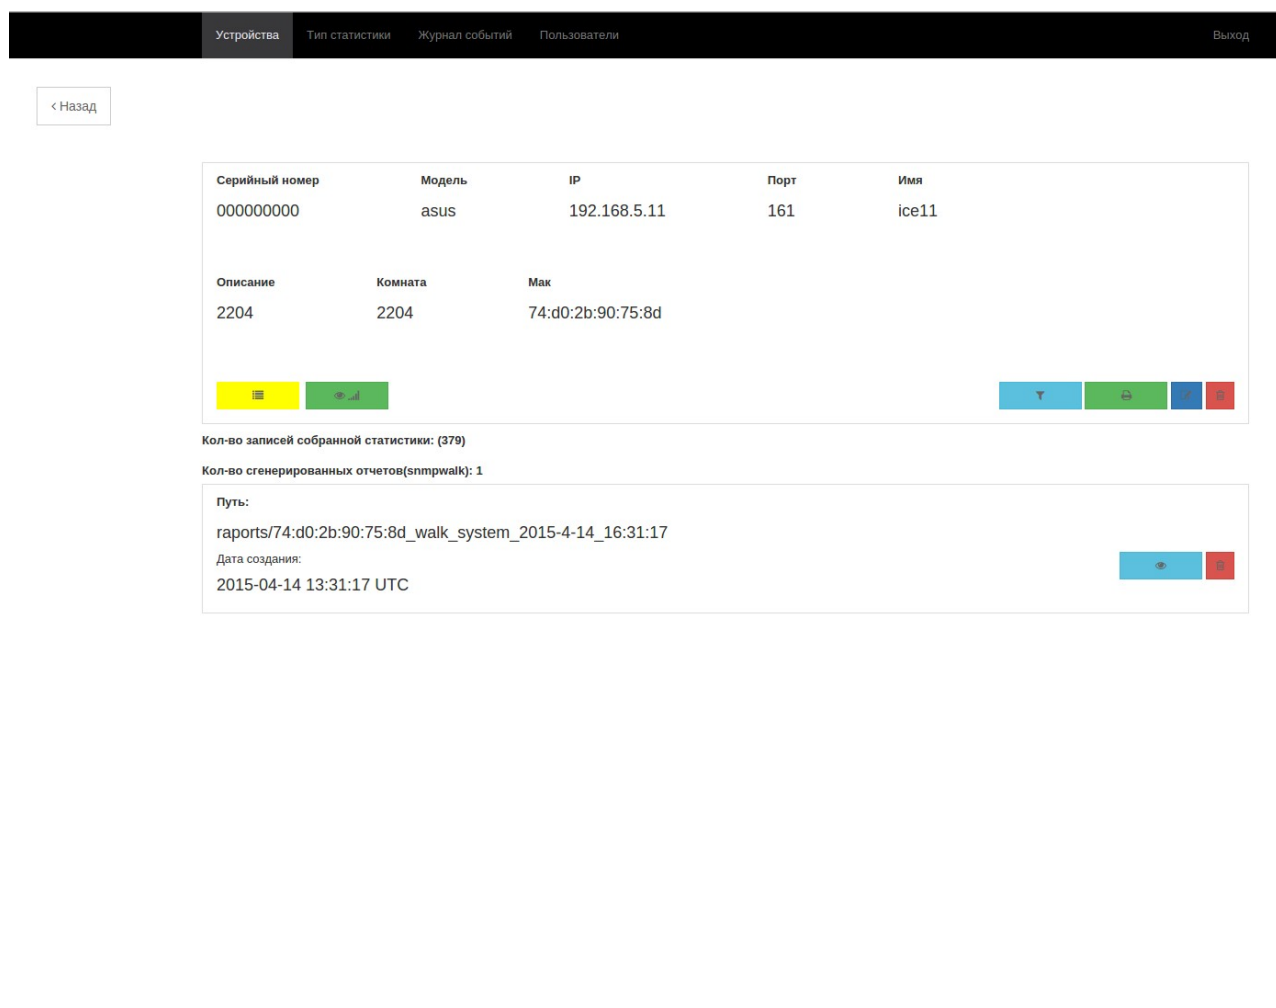 Устройства Тип статистики Журнал событий Пользователи Выход
< Назад
Серийный номер Модель IP Порт Имя
000000000 asus 192.168.5.11 161 ice11
Описание Комната Мак
2204 2204 74:d0:2b:90:75:8d
Кол-во записей собранной статистики: (379)
Кол-во сгенерированных отчетов(snmpwalk): 1
Путь:
raports/74:d0:2b:90:75:8d_walk_system_2015-4-14_16:31:17
Дата создания:
2015-04-14 13:31:17 UTC